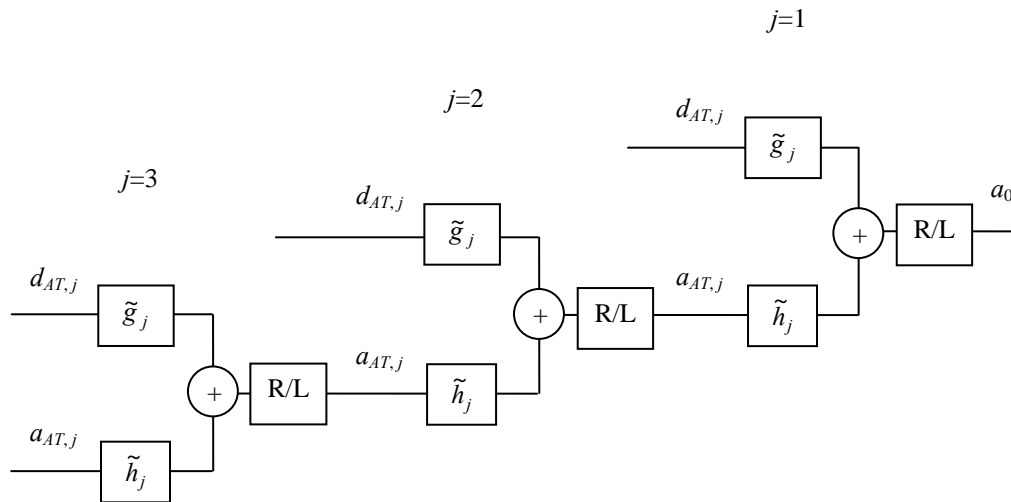 j=1
j=2
d_{AT,j}
g̃_j
j=3
d_{AT,j}
g̃_j
a_0
+
R/L
d_{AT,j}
g̃_j
a_{AT,j}
h̃_j
+
R/L
a_{AT,j}
h̃_j
+
R/L
a_{AT,j}
h̃_j